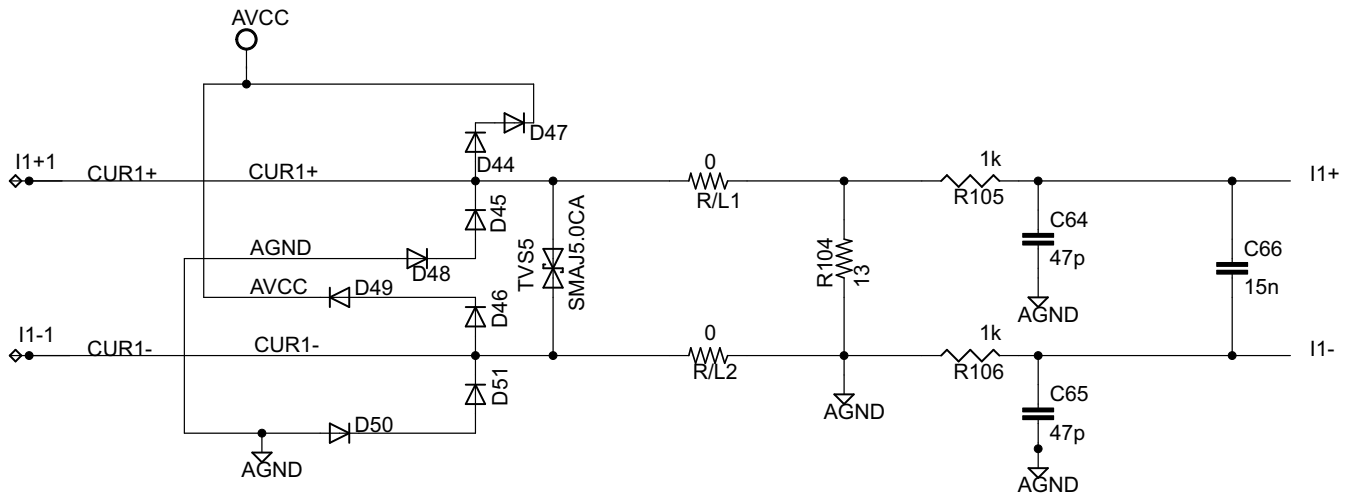 AVCC
D47
D44
I1+1
CUR1+
CUR1+
0
R/L1
1k
R105
I1+
D45
AGND
D48
TVS5
SMAJ5.0CA
R104
13
C64
47p
AGND
C66
15n
AVCC
D49
D46
I1-1
CUR1-
CUR1-
0
R/L2
1k
R106
I1-
D51
D50
AGND
AGND
C65
47p
AGND